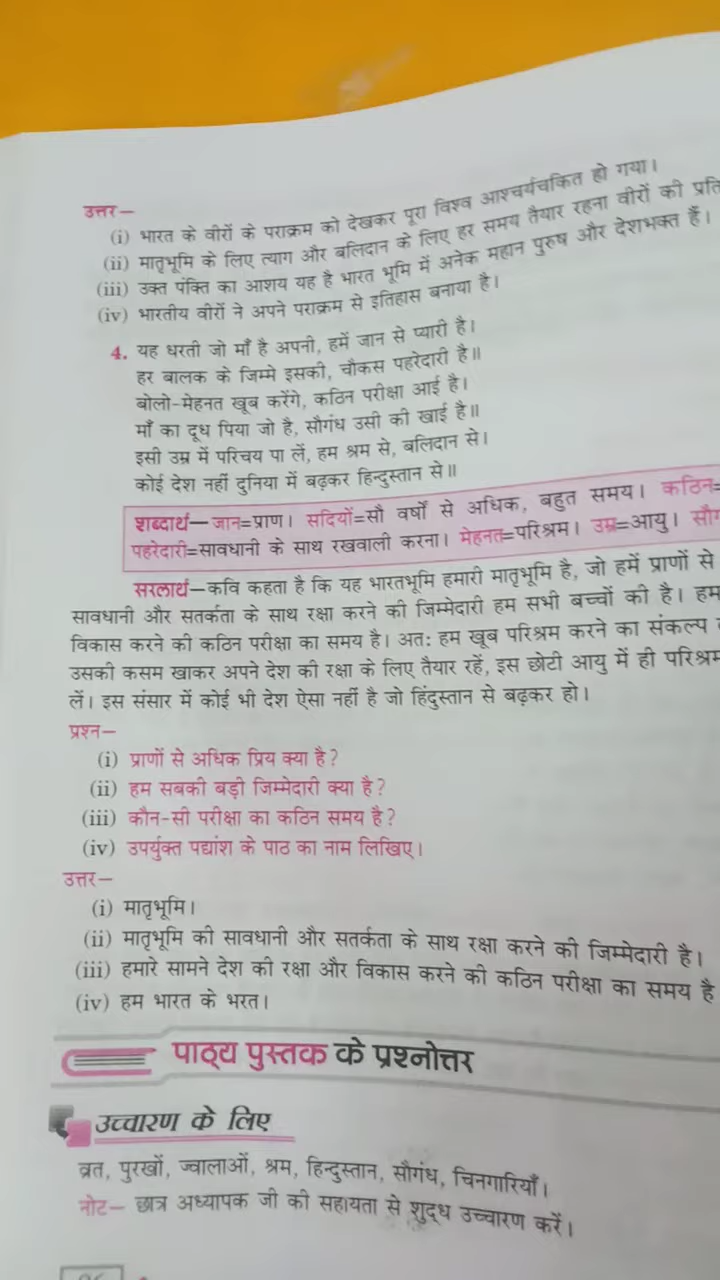 उत्तर—
(i) भारत के वीरों के पराक्रम को देखकर पूरा विश्व आश्चर्यचकित हो गया।
(ii) मातृभूमि के लिए त्याग और बलिदान के लिए हर समय तैयार रहना वीरों की प्रति
(iii) उक्त पंक्ति का आशय यह है भारत भूमि में अनेक महान पुरुष और देशभक्त हैं।
(iv) भारतीय वीरों ने अपने पराक्रम से इतिहास बनाया है।
4. यह धरती जो माँ है अपनी, हमें जान से प्यारी है।
हर बालक के जिम्मे इसकी, चौकस पहरेदारी है॥
बोलो-मेहनत खूब करेंगे, कठिन परीक्षा आई है।
माँ का दूध पिया जो है, सौगंध उसी की खाई है॥
इसी उम्र में परिचय पा लें, हम श्रम से, बलिदान से।
कोई देश नहीं दुनिया में बढ़कर हिन्दुस्तान से॥
शब्दार्थ—जान=प्राण। सदियों=सौ वर्षों से अधिक, बहुत समय। कठिन=
पहरेदारी=सावधानी के साथ रखवाली करना। मेहनत=परिश्रम। उम्र=आयु। सौग
सरलार्थ—कवि कहता है कि यह भारतभूमि हमारी मातृभूमि है, जो हमें प्राणों से
सावधानी और सतर्कता के साथ रक्षा करने की जिम्मेदारी हम सभी बच्चों की है। हम
विकास करने की कठिन परीक्षा का समय है। अतः हम खूब परिश्रम करने का संकल्प
उसकी कसम खाकर अपने देश की रक्षा के लिए तैयार रहें, इस छोटी आयु में ही परिश्रम
लें। इस संसार में कोई भी देश ऐसा नहीं है जो हिंदुस्तान से बढ़कर हो।
प्रश्न—
(i) प्राणों से अधिक प्रिय क्या है?
(ii) हम सबकी बड़ी जिम्मेदारी क्या है?
(iii) कौन-सी परीक्षा का कठिन समय है?
(iv) उपर्युक्त पद्यांश के पाठ का नाम लिखिए।
उत्तर—
(i) मातृभूमि।
(ii) मातृभूमि की सावधानी और सतर्कता के साथ रक्षा करने की जिम्मेदारी है।
(iii) हमारे सामने देश की रक्षा और विकास करने की कठिन परीक्षा का समय है
(iv) हम भारत के भरत।
पाठ्य पुस्तक के प्रश्नोत्तर
उच्चारण के लिए
व्रत, पुरखों, ज्वालाओं, श्रम, हिन्दुस्तान, सौगंध, चिनगारियाँ।
नोट— छात्र अध्यापक जी की सहायता से शुद्ध उच्चारण करें।